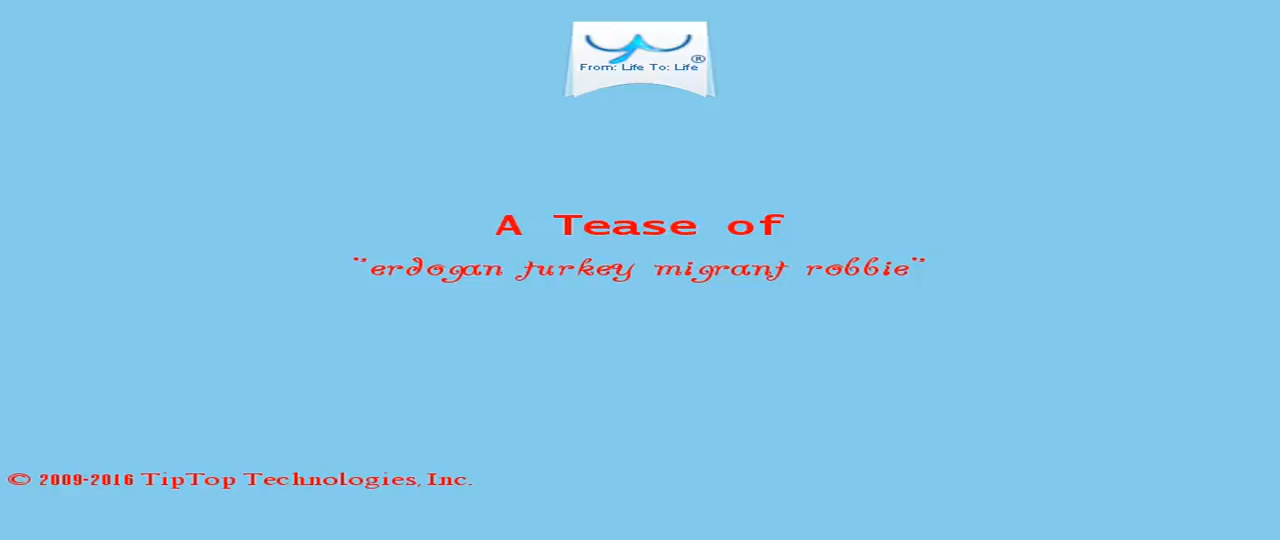 From: Life To: Life ®
A Tease of
"erdogan turkey migrant robbie"
© 2009-2016 TipTop Technologies, Inc.